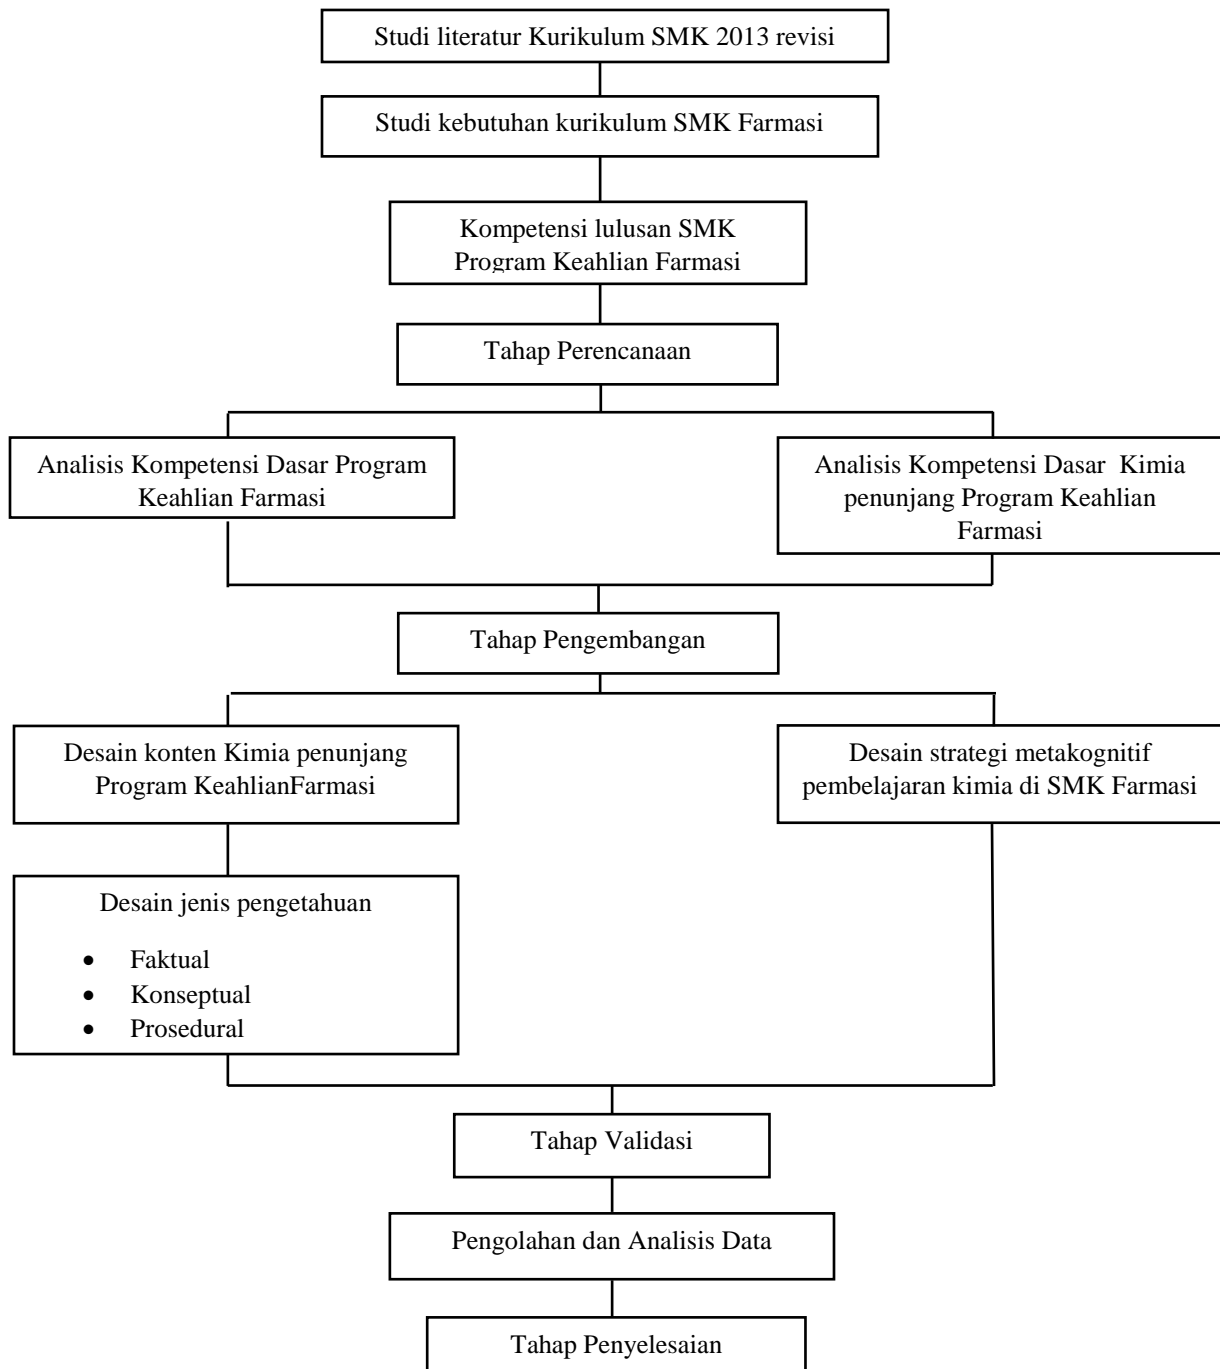 Studi literatur Kurikulum SMK 2013 revisi
Studi kebutuhan kurikulum SMK Farmasi
Kompetensi lulusan SMK
Program Keahlian Farmasi
Tahap Perencanaan
Analisis Kompetensi Dasar Program
Keahlian Farmasi
Analisis Kompetensi Dasar  Kimia
penunjang Program Keahlian
Farmasi
Tahap Pengembangan
Desain konten Kimia penunjang
Program KeahlianFarmasi
Desain strategi metakognitif
pembelajaran kimia di SMK Farmasi
Desain jenis pengetahuan
• Faktual
• Konseptual
• Prosedural
Tahap Validasi
Pengolahan dan Analisis Data
Tahap Penyelesaian